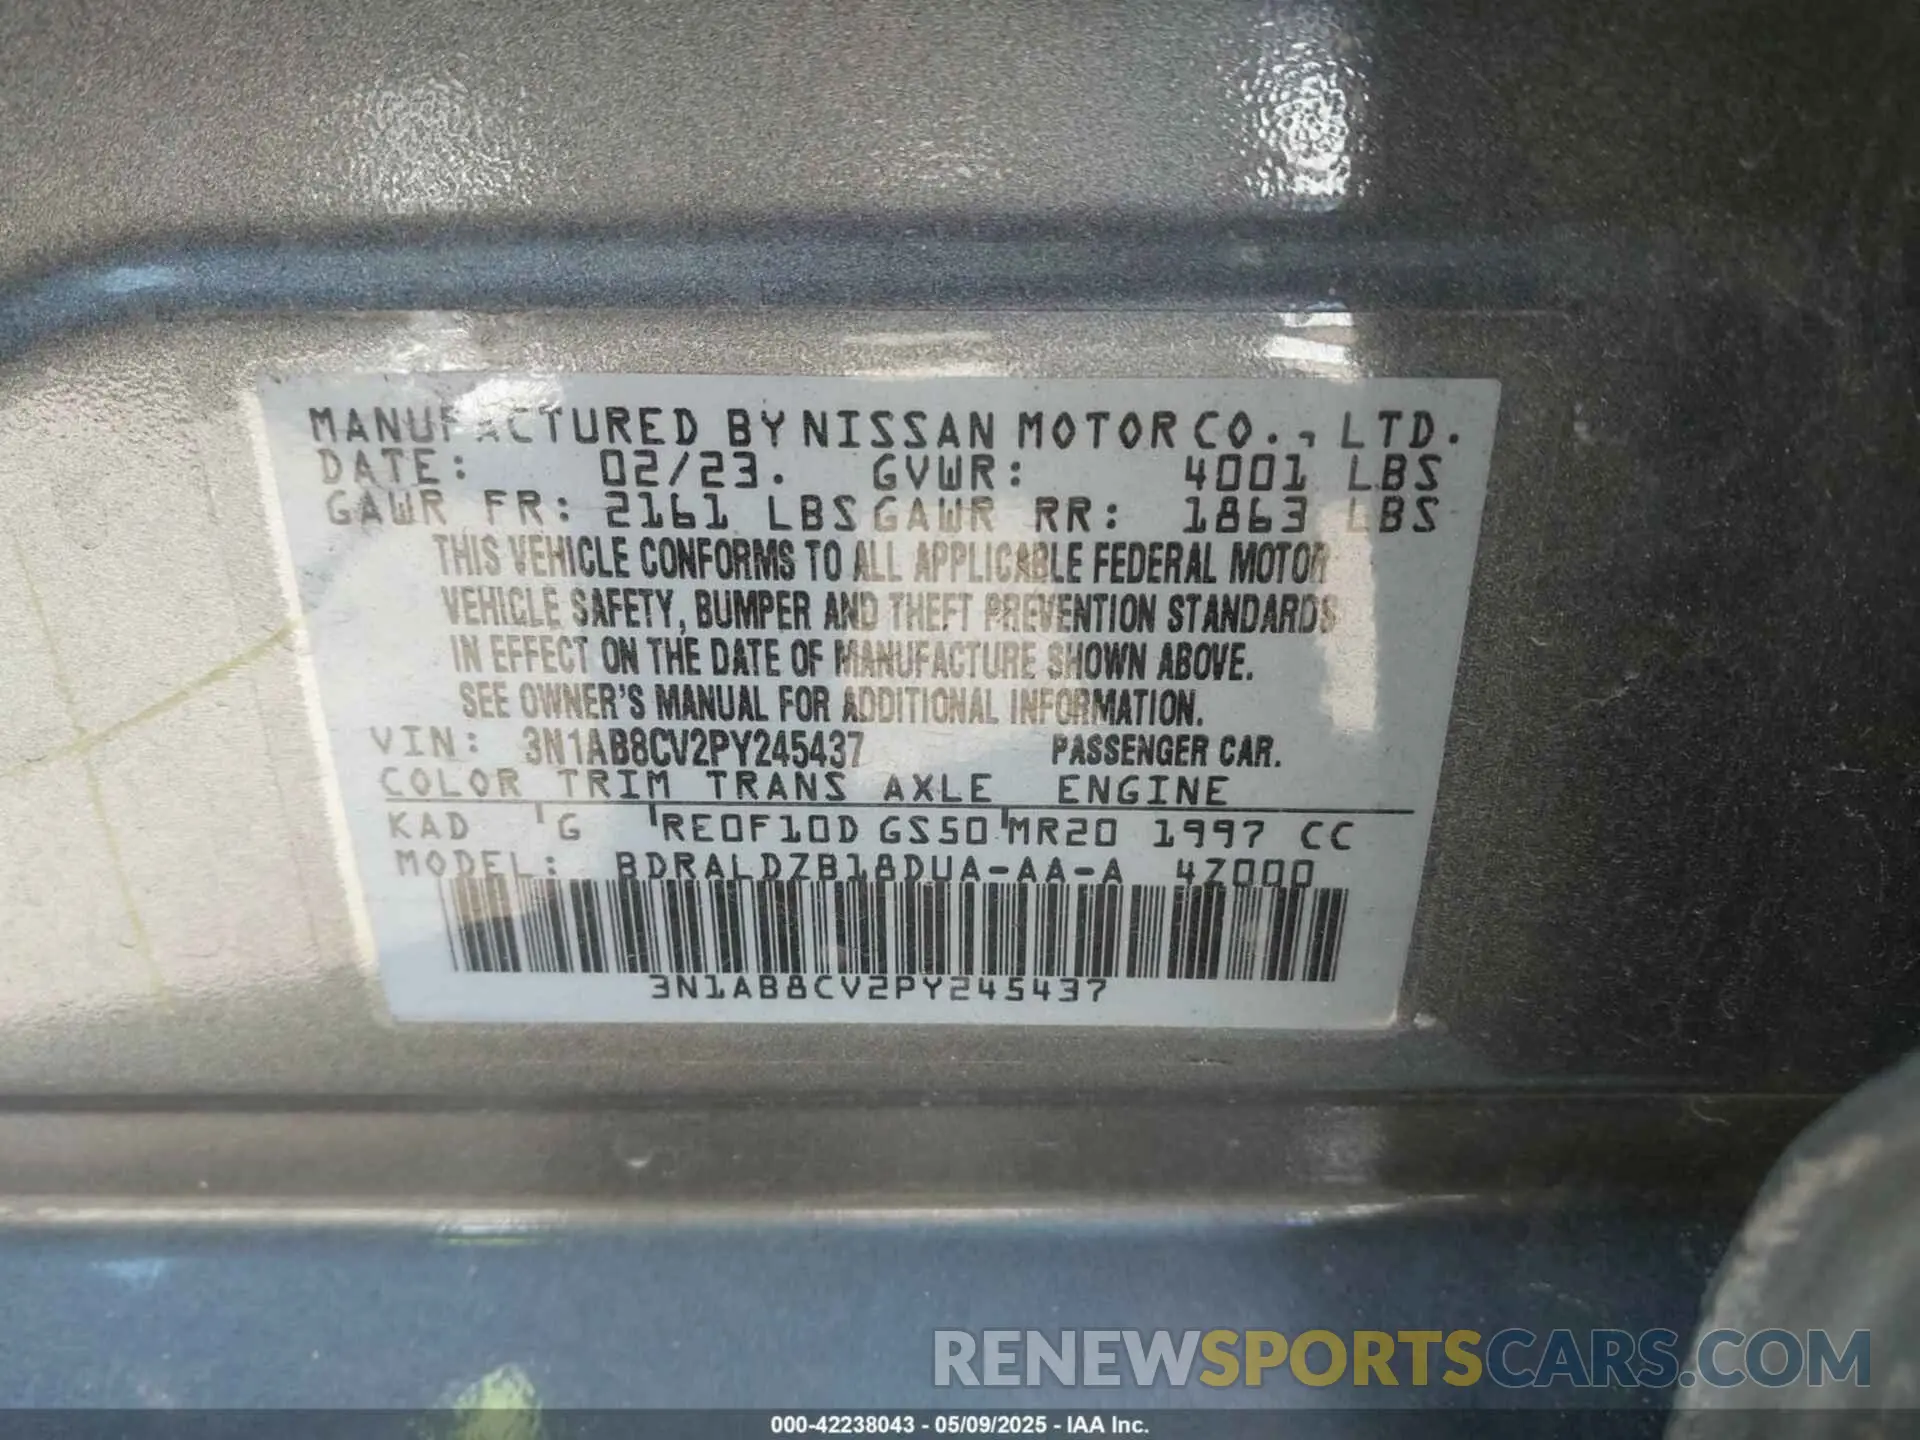 MANUFACTURED BY NISSAN MOTOR CO., LTD.
DATE: 02/23. GVWR: 4001 LBS
GAWR FR: 2161 LBS GAWR RR: 1863 LBS
THIS VEHICLE CONFORMS TO ALL APPLICABLE FEDERAL MOTOR
VEHICLE SAFETY, BUMPER AND THEFT PREVENTION STANDARDS
IN EFFECT ON THE DATE OF MANUFACTURE SHOWN ABOVE.
SEE OWNER'S MANUAL FOR ADDITIONAL INFORMATION.
VIN: 3N1AB8CV2PY245437 PASSENGER CAR.
COLOR TRIM TRANS AXLE ENGINE
KAD G RE0F10D GS50 MR20 1997 CC
MODEL: BDRALDZB18DUA-AA-A 4Z000
3N1AB8CV2PY245437
RENEWSPORTSCARS.COM
000-42238043 - 05/09/2025 - IAA Inc.